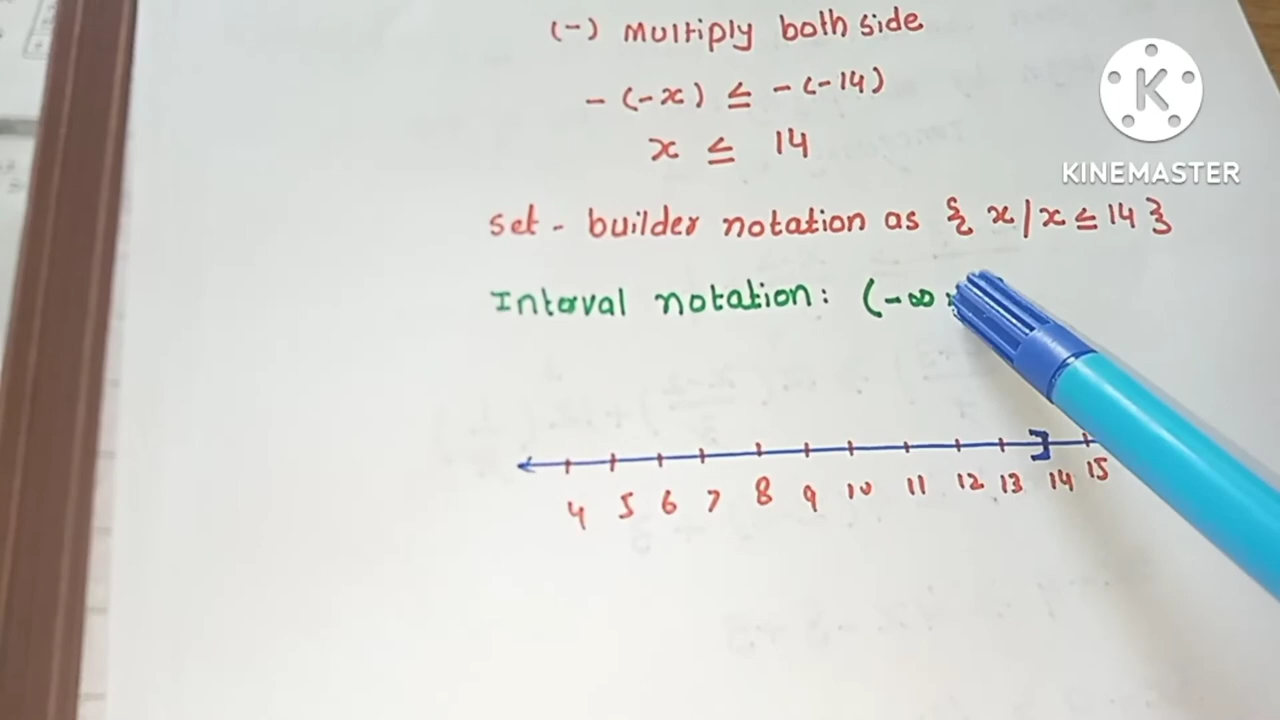 (-) Multiply both side
- (-x) ≤ - (-14)
x ≤ 14
set - builder notation as { x / x ≤ 14 }
Interval notation: (-∞
4 5 6 7 8 9 10 11 12 13 14 15
K
KINEMASTER